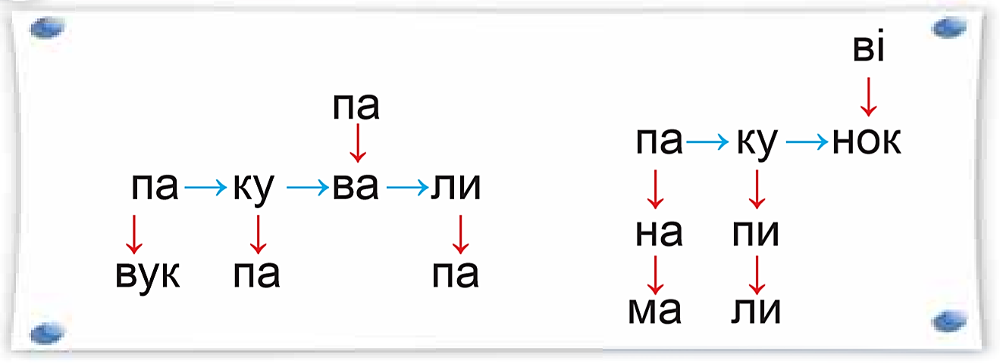 ві
па
па → ку → нок
па → ку → ва → ли
на пи
вук па па
ма ли